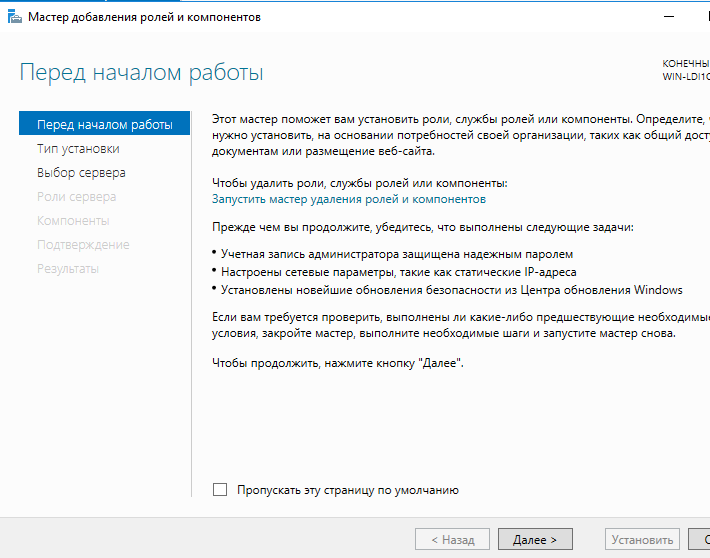 Мастер добавления ролей и компонентов
Перед началом работы
КОНЕЧНЫ
WIN-LDI1
Перед началом работы
Тип установки
Выбор сервера
Роли сервера
Компоненты
Подтверждение
Результаты
Этот мастер поможет вам установить роли, службы ролей или компоненты. Определите,
нужно установить, на основании потребностей своей организации, таких как общий дост
документам или размещение веб-сайта.
Чтобы удалить роли, службы ролей или компоненты:
Запустить мастер удаления ролей и компонентов
Прежде чем вы продолжите, убедитесь, что выполнены следующие задачи:
• Учетная запись администратора защищена надежным паролем
• Настроены сетевые параметры, такие как статические IP-адреса
• Установлены новейшие обновления безопасности из Центра обновления Windows
Если вам требуется проверить, выполнены ли какие-либо предшествующие необходимые
условия, закройте мастер, выполните необходимые шаги и запустите мастер снова.
Чтобы продолжить, нажмите кнопку "Далее".
Пропускать эту страницу по умолчанию
< Назад
Далее >
Установить